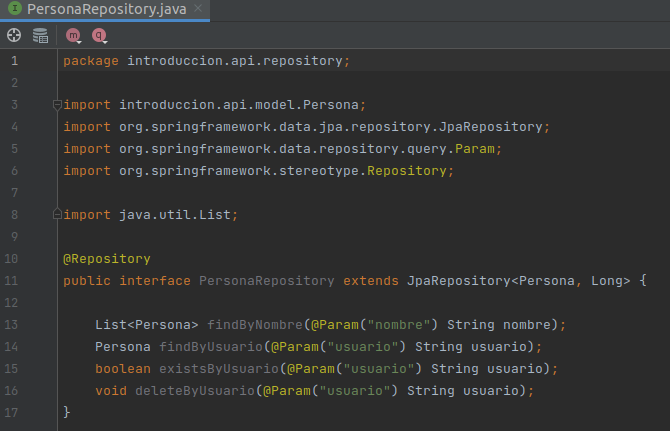 PersonaRepository.java
1 package introduccion.api.repository;
2
3 import introduccion.api.model.Persona;
4 import org.springframework.data.jpa.repository.JpaRepository;
5 import org.springframework.data.repository.query.Param;
6 import org.springframework.stereotype.Repository;
7
8 import java.util.List;
9
10 @Repository
11 public interface PersonaRepository extends JpaRepository<Persona, Long> {
12
13 List<Persona> findByNombre(@Param("nombre") String nombre);
14 Persona findByUsuario(@Param("usuario") String usuario);
15 boolean existsByUsuario(@Param("usuario") String usuario);
16 void deleteByUsuario(@Param("usuario") String usuario);
17 }